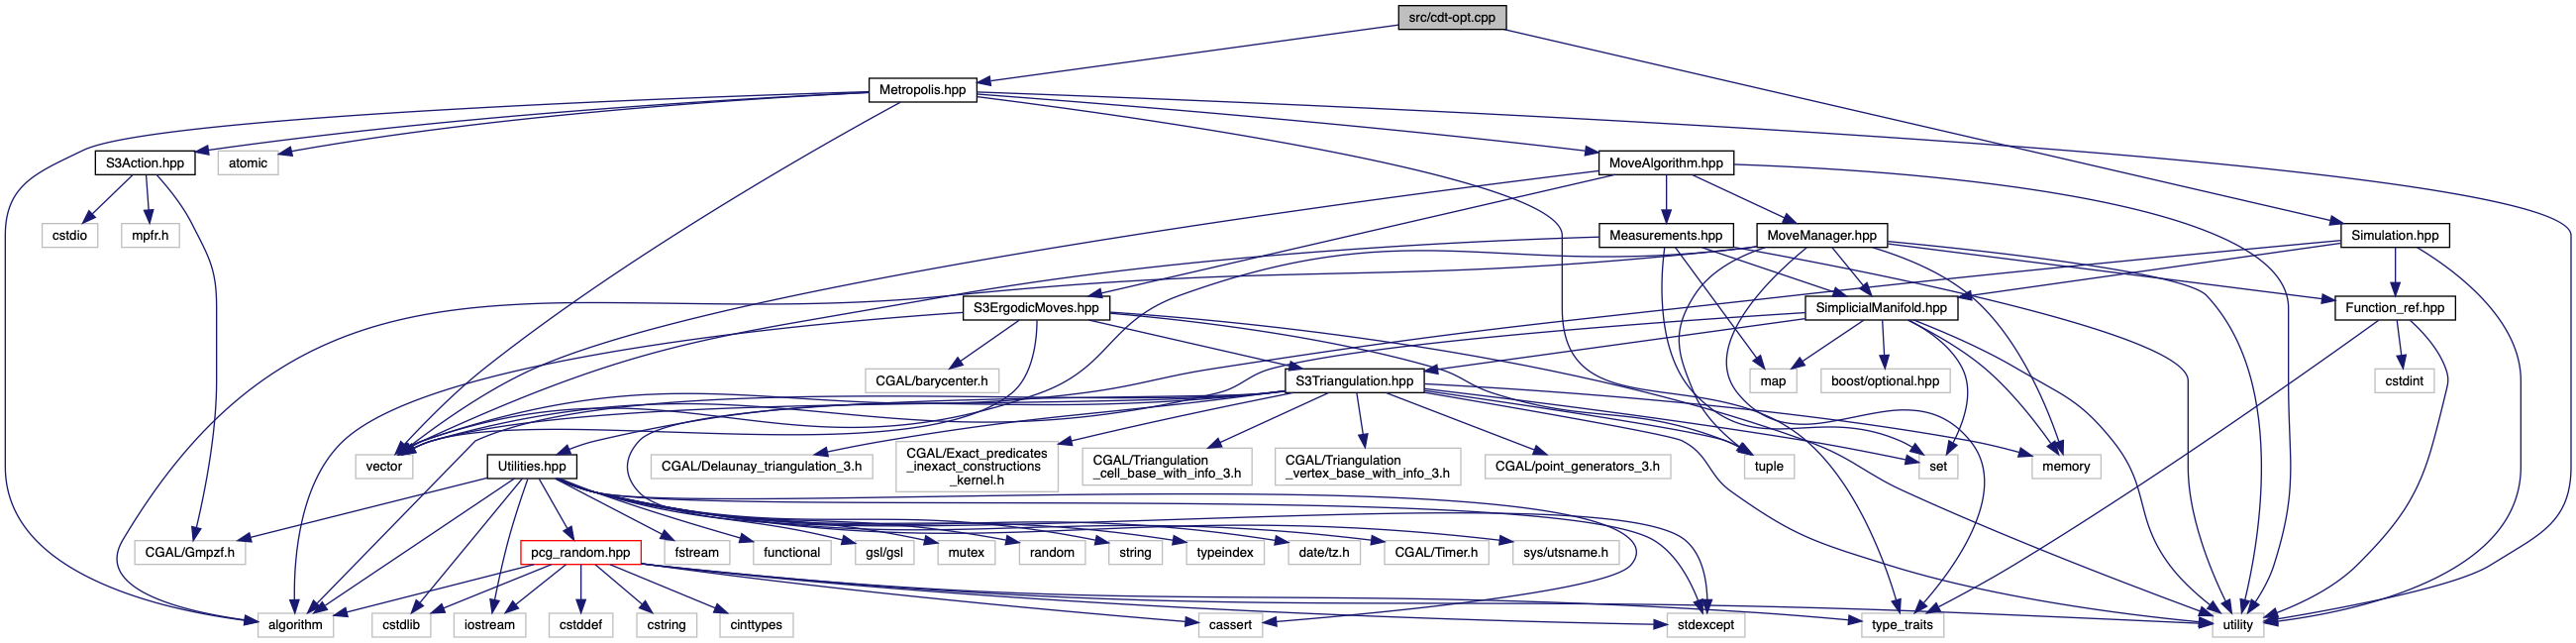 src/cdt-opt.cpp
Metropolis.hpp
S3Action.hpp
atomic
MoveAlgorithm.hpp
cstdio
mpfr.h
Measurements.hpp
MoveManager.hpp
Simulation.hpp
S3ErgodicMoves.hpp
SimplicialManifold.hpp
Function_ref.hpp
CGAL/barycenter.h
S3Triangulation.hpp
map
boost/optional.hpp
cstdint
vector
Utilities.hpp
CGAL/Delaunay_triangulation_3.h
CGAL/Exact_predicates
_inexact_constructions
_kernel.h
CGAL/Triangulation
_cell_base_with_info_3.h
CGAL/Triangulation
_vertex_base_with_info_3.h
CGAL/point_generators_3.h
tuple
set
memory
CGAL/Gmpzf.h
pcg_random.hpp
fstream
functional
gsl/gsl
mutex
random
string
typeindex
date/tz.h
CGAL/Timer.h
sys/utsname.h
algorithm
cstdlib
iostream
cstddef
cstring
cinttypes
cassert
stdexcept
type_traits
utility